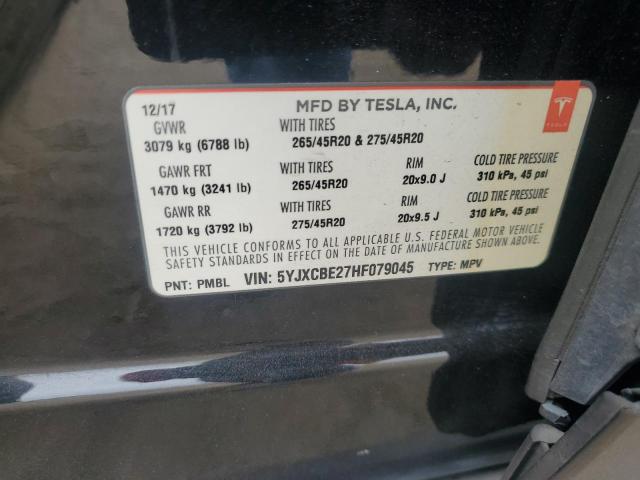 12/17 MFD BY TESLA, INC.
TESLA
GVWR WITH TIRES
3079 kg (6788 lb) 265/45R20 & 275/45R20
GAWR FRT WITH TIRES RIM COLD TIRE PRESSURE
1470 kg (3241 lb) 265/45R20 20x9.0 J 310 kPa, 45 psi
GAWR RR WITH TIRES RIM COLD TIRE PRESSURE
1720 kg (3792 lb) 275/45R20 20x9.5 J 310 kPa, 45 psi
THIS VEHICLE CONFORMS TO ALL APPLICABLE U.S. FEDERAL MOTOR VEHICLE
SAFETY STANDARDS IN EFFECT ON THE DATE OF MANUFACTURE SHOWN ABOVE.
PNT: PMBL VIN: 5YJXCBE27HF079045 TYPE: MPV